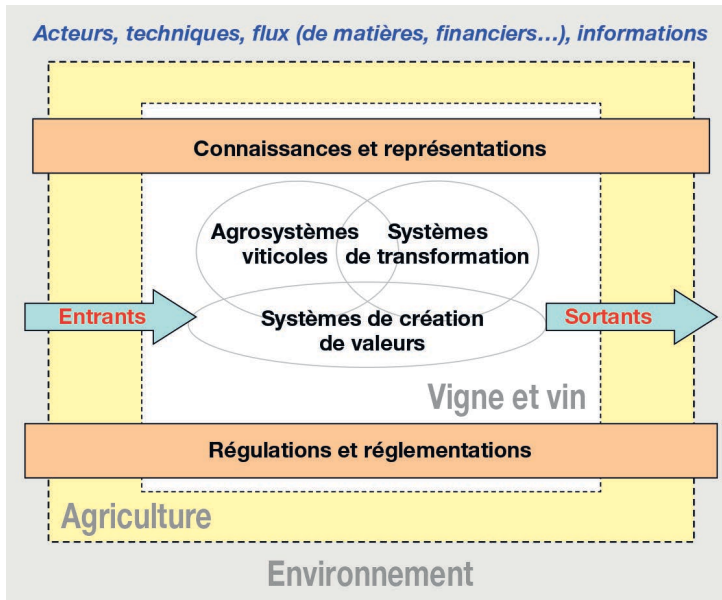 Acteurs, techniques, flux (de matières, financiers…), informations
Connaissances et représentations
Agrosystèmes
viticoles
Systèmes
de transformation
Entrants
Systèmes de création
de valeurs
Sortants
Vigne et vin
Régulations et réglementations
Agriculture
Environnement